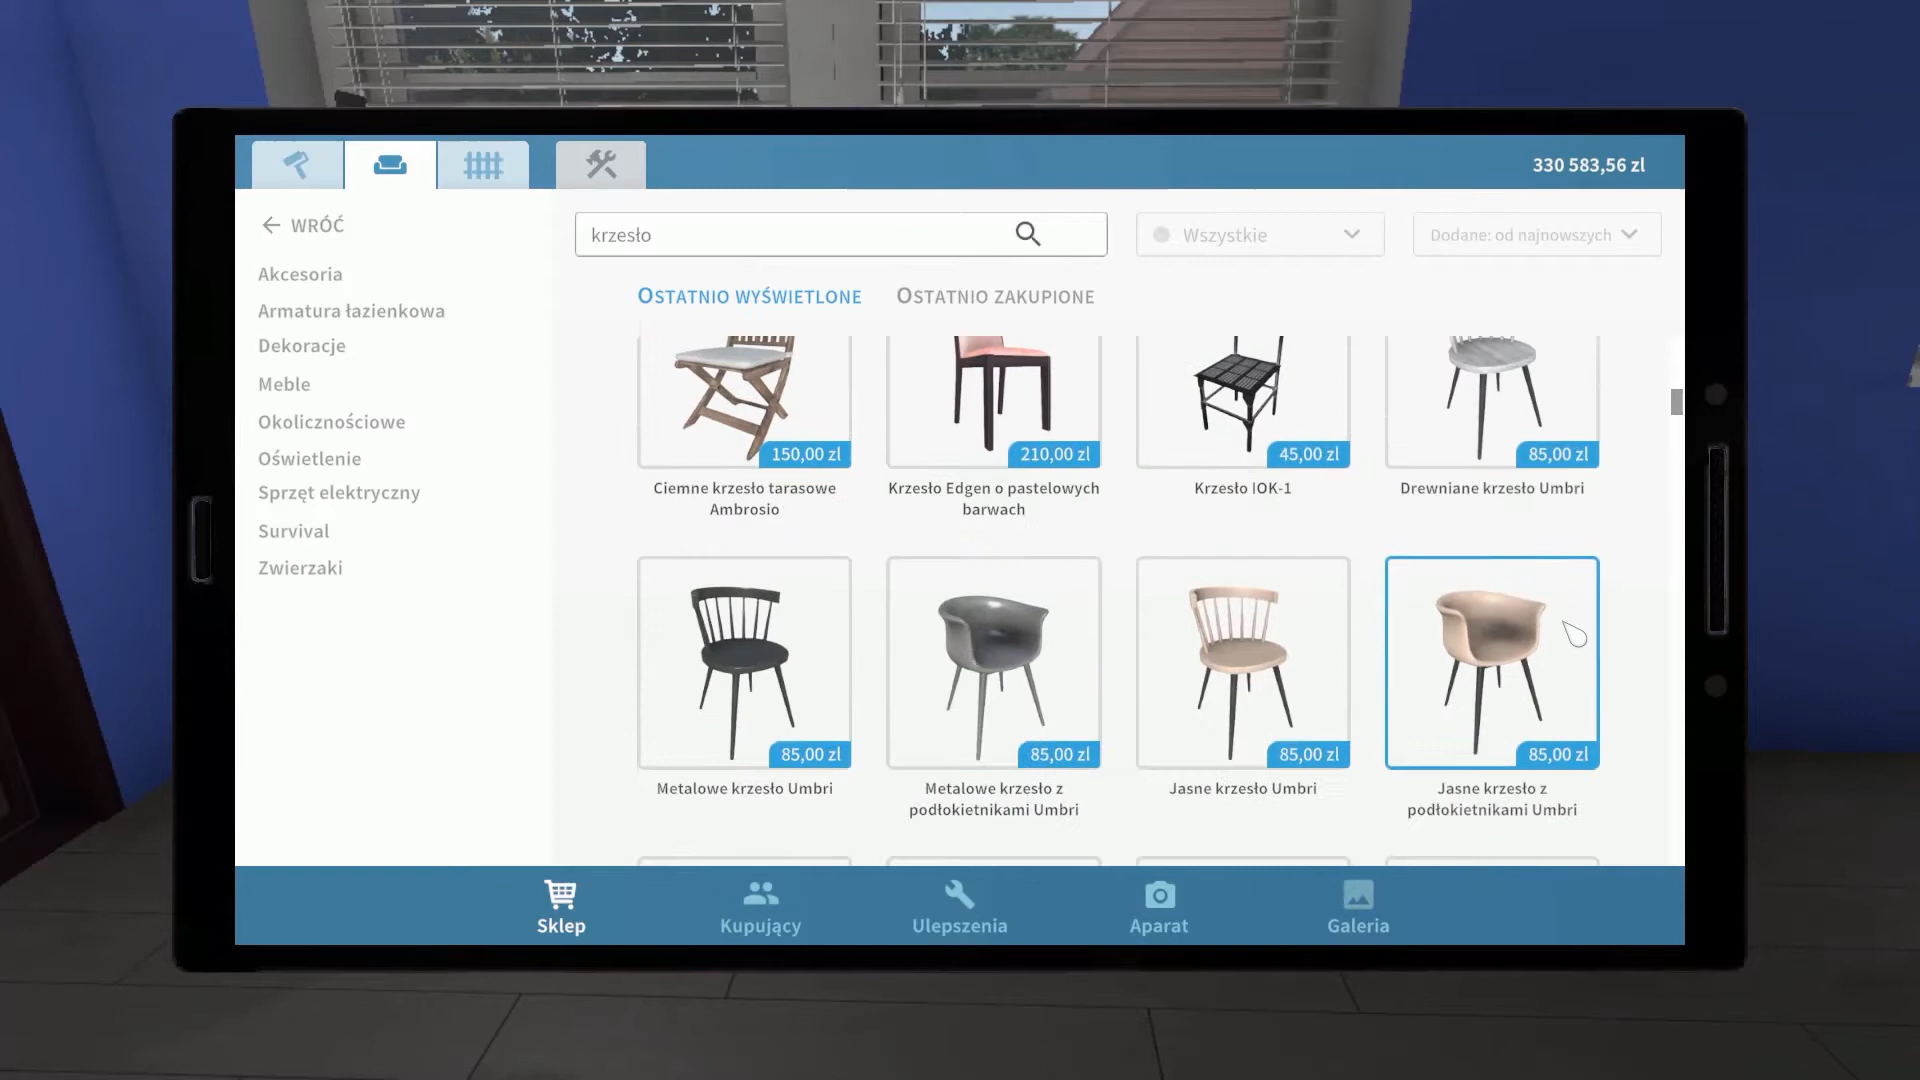 330 583,56 zl
WRÓĆ
krzesło
Wszystkie
Dodane: od najnowszych
Akcesoria
Armatura łazienkowa
Dekoracje
Meble
Okolicznościowe
Oświetlenie
Sprzęt elektryczny
Survival
Zwierzaki
OSTATNIO WYŚWIETLONE
OSTATNIO ZAKUPIONE
150,00 zl
210,00 zl
45,00 zl
85,00 zl
Ciemne krzesło tarasowe
Ambrosio
Krzesło Edgen o pastelowych
barwach
Krzesło IOK-1
Drewniane krzesło Umbri
85,00 zl
85,00 zl
85,00 zl
85,00 zl
Metalowe krzesło Umbri
Metalowe krzesło z
podłokietnikami Umbri
Jasne krzesło Umbri
Jasne krzesło z
podłokietnikami Umbri
Sklep
Kupujący
Ulepszenia
Aparat
Galeria